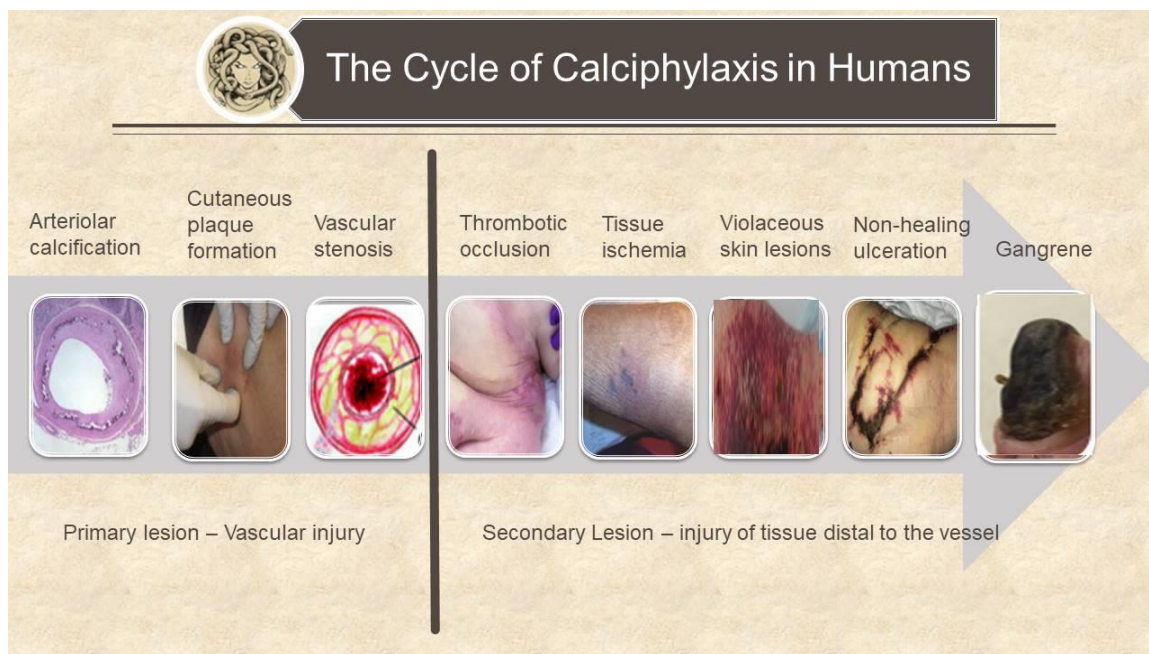 The Cycle of Calciphylaxis in Humans
Arteriolar
calcification
Cutaneous
plaque
formation
Vascular
stenosis
Thrombotic
occlusion
Tissue
ischemia
Violaceous
skin lesions
Non-healing
ulceration
Gangrene
Primary lesion – Vascular injury
Secondary Lesion – injury of tissue distal to the vessel